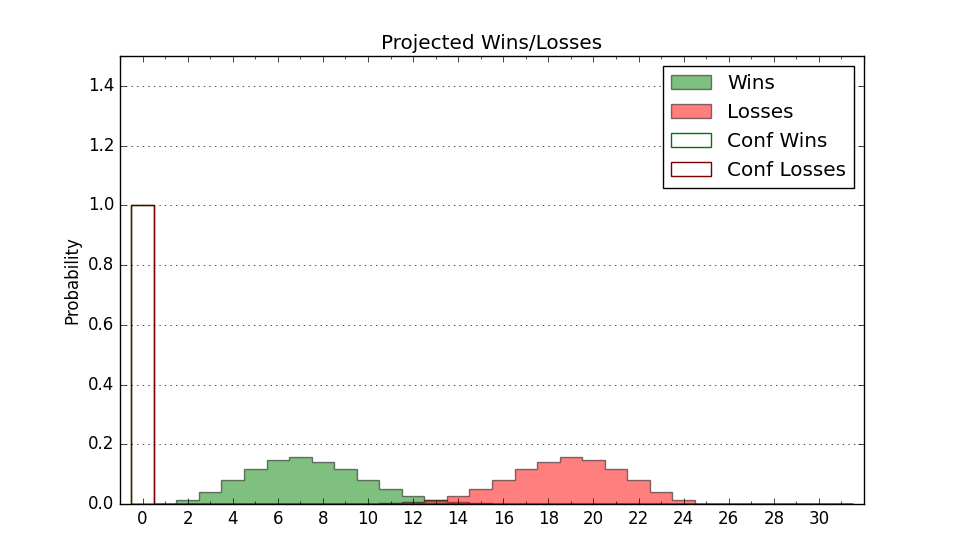 Projected Wins/Losses
1.4
1.2
1.0
0.8
0.6
0.4
0.2
0.0
Probability
Wins
Losses
Conf Wins
Conf Losses
0 2 4 6 8 10 12 14 16 18 20 22 24 26 28 30